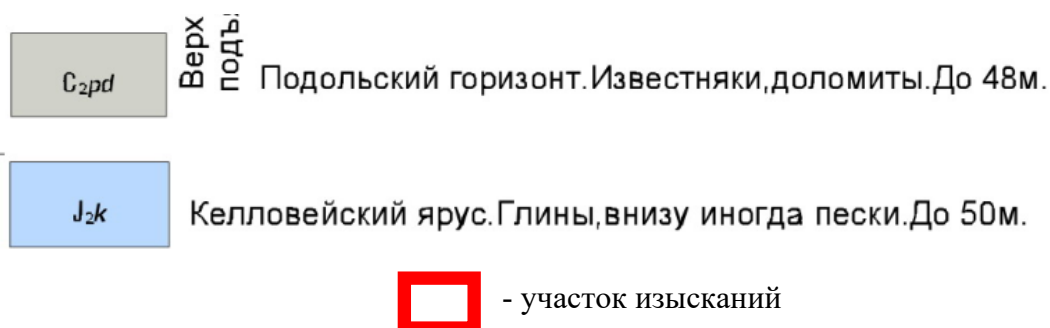 C₂pd
Верх
подъ
Подольский горизонт.Известняки,доломиты.До 48м.
J₂k
Келловейский ярус.Глины,внизу иногда пески.До 50м.
- участок изысканий